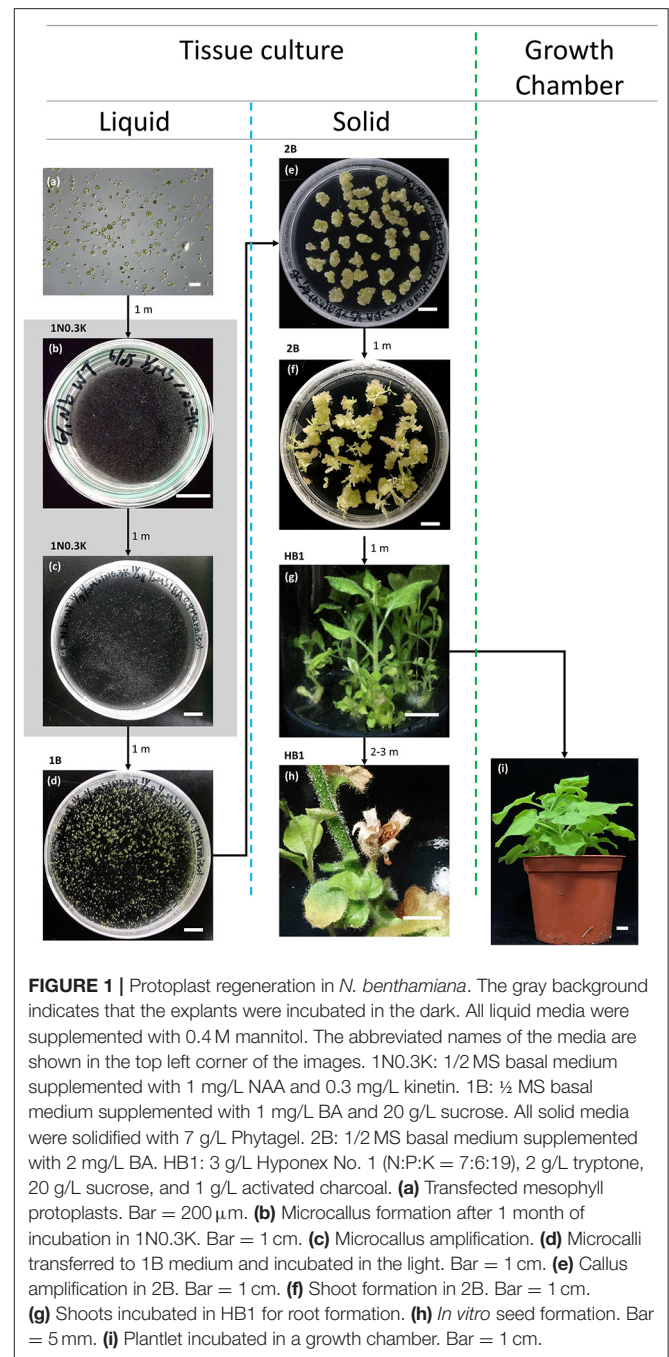 Tissue culture
Growth
Chamber
Liquid
Solid
(a)
1 m
1N0.3K
(b)
1 m
1N0.3K
(c)
1 m
1B
(d)
2B
(e)
1 m
2B
(f)
1 m
HB1
(g)
2-3 m
HB1
(h)
(i)
FIGURE 1 | Protoplast regeneration in N. benthamiana. The gray background
indicates that the explants were incubated in the dark. All liquid media were
supplemented with 0.4 M mannitol. The abbreviated names of the media are
shown in the top left corner of the images. 1N0.3K: 1/2 MS basal medium
supplemented with 1 mg/L NAA and 0.3 mg/L kinetin. 1B: ½ MS basal
medium supplemented with 1 mg/L BA and 20 g/L sucrose. All solid media
were solidified with 7 g/L Phytagel. 2B: 1/2 MS basal medium supplemented
with 2 mg/L BA. HB1: 3 g/L Hyponex No. 1 (N:P:K = 7:6:19), 2 g/L tryptone,
20 g/L sucrose, and 1 g/L activated charcoal. (a) Transfected mesophyll
protoplasts. Bar = 200 μm. (b) Microcallus formation after 1 month of
incubation in 1N0.3K. Bar = 1 cm. (c) Microcallus amplification. (d) Microcalli
transferred to 1B medium and incubated in the light. Bar = 1 cm. (e) Callus
amplification in 2B. Bar = 1 cm. (f) Shoot formation in 2B. Bar = 1 cm.
(g) Shoots incubated in HB1 for root formation. (h) In vitro seed formation. Bar
= 5 mm. (i) Plantlet incubated in a growth chamber. Bar = 1 cm.